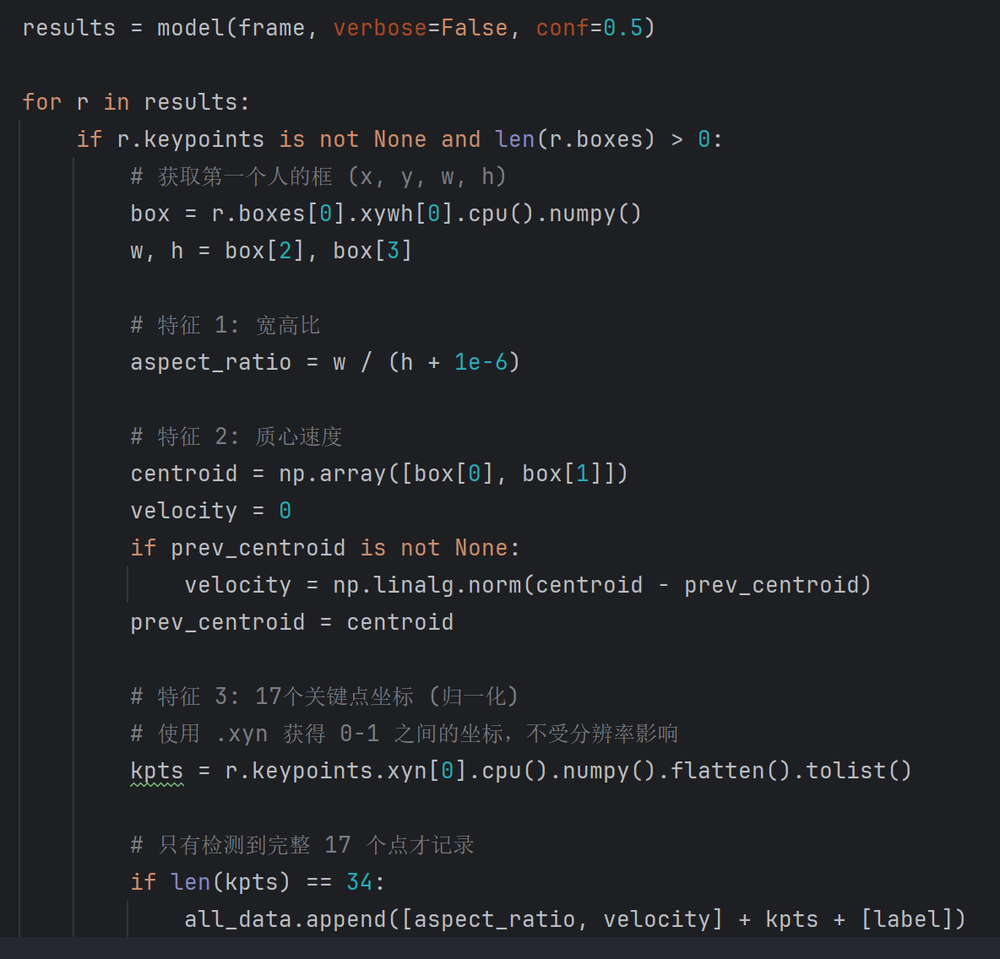 results = model(frame, verbose=False, conf=0.5)
for r in results:
if r.keypoints is not None and len(r.boxes) > 0:
# 获取第一个人的框 (x, y, w, h)
box = r.boxes[0].xywh[0].cpu().numpy()
w, h = box[2], box[3]
# 特征 1: 宽高比
aspect_ratio = w / (h + 1e-6)
# 特征 2: 质心速度
centroid = np.array([box[0], box[1]])
velocity = 0
if prev_centroid is not None:
velocity = np.linalg.norm(centroid - prev_centroid)
prev_centroid = centroid
# 特征 3: 17个关键点坐标 (归一化)
# 使用 .xyn 获得 0-1 之间的坐标，不受分辨率影响
kpts = r.keypoints.xyn[0].cpu().numpy().flatten().tolist()
# 只有检测到完整 17 个点才记录
if len(kpts) == 34:
all_data.append([aspect_ratio, velocity] + kpts + [label])